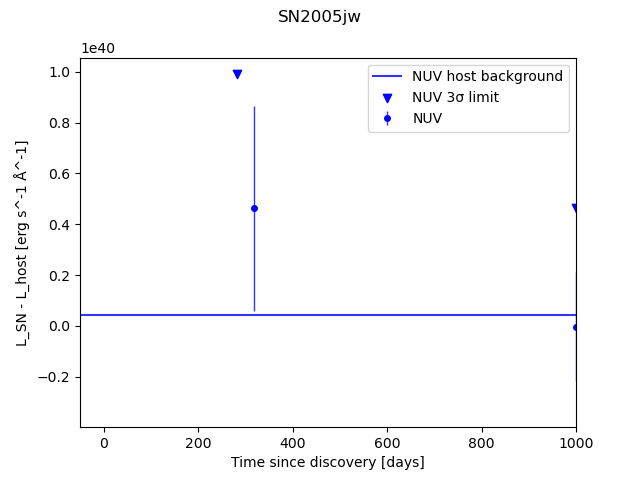 SN2005jw
1e40
NUV host background
NUV 3σ limit
NUV
1.0
0.8
0.6
0.4
0.2
0.0
−0.2
L_SN - L_host [erg s^-1 Å^-1]
0
200
400
600
800
1000
Time since discovery [days]